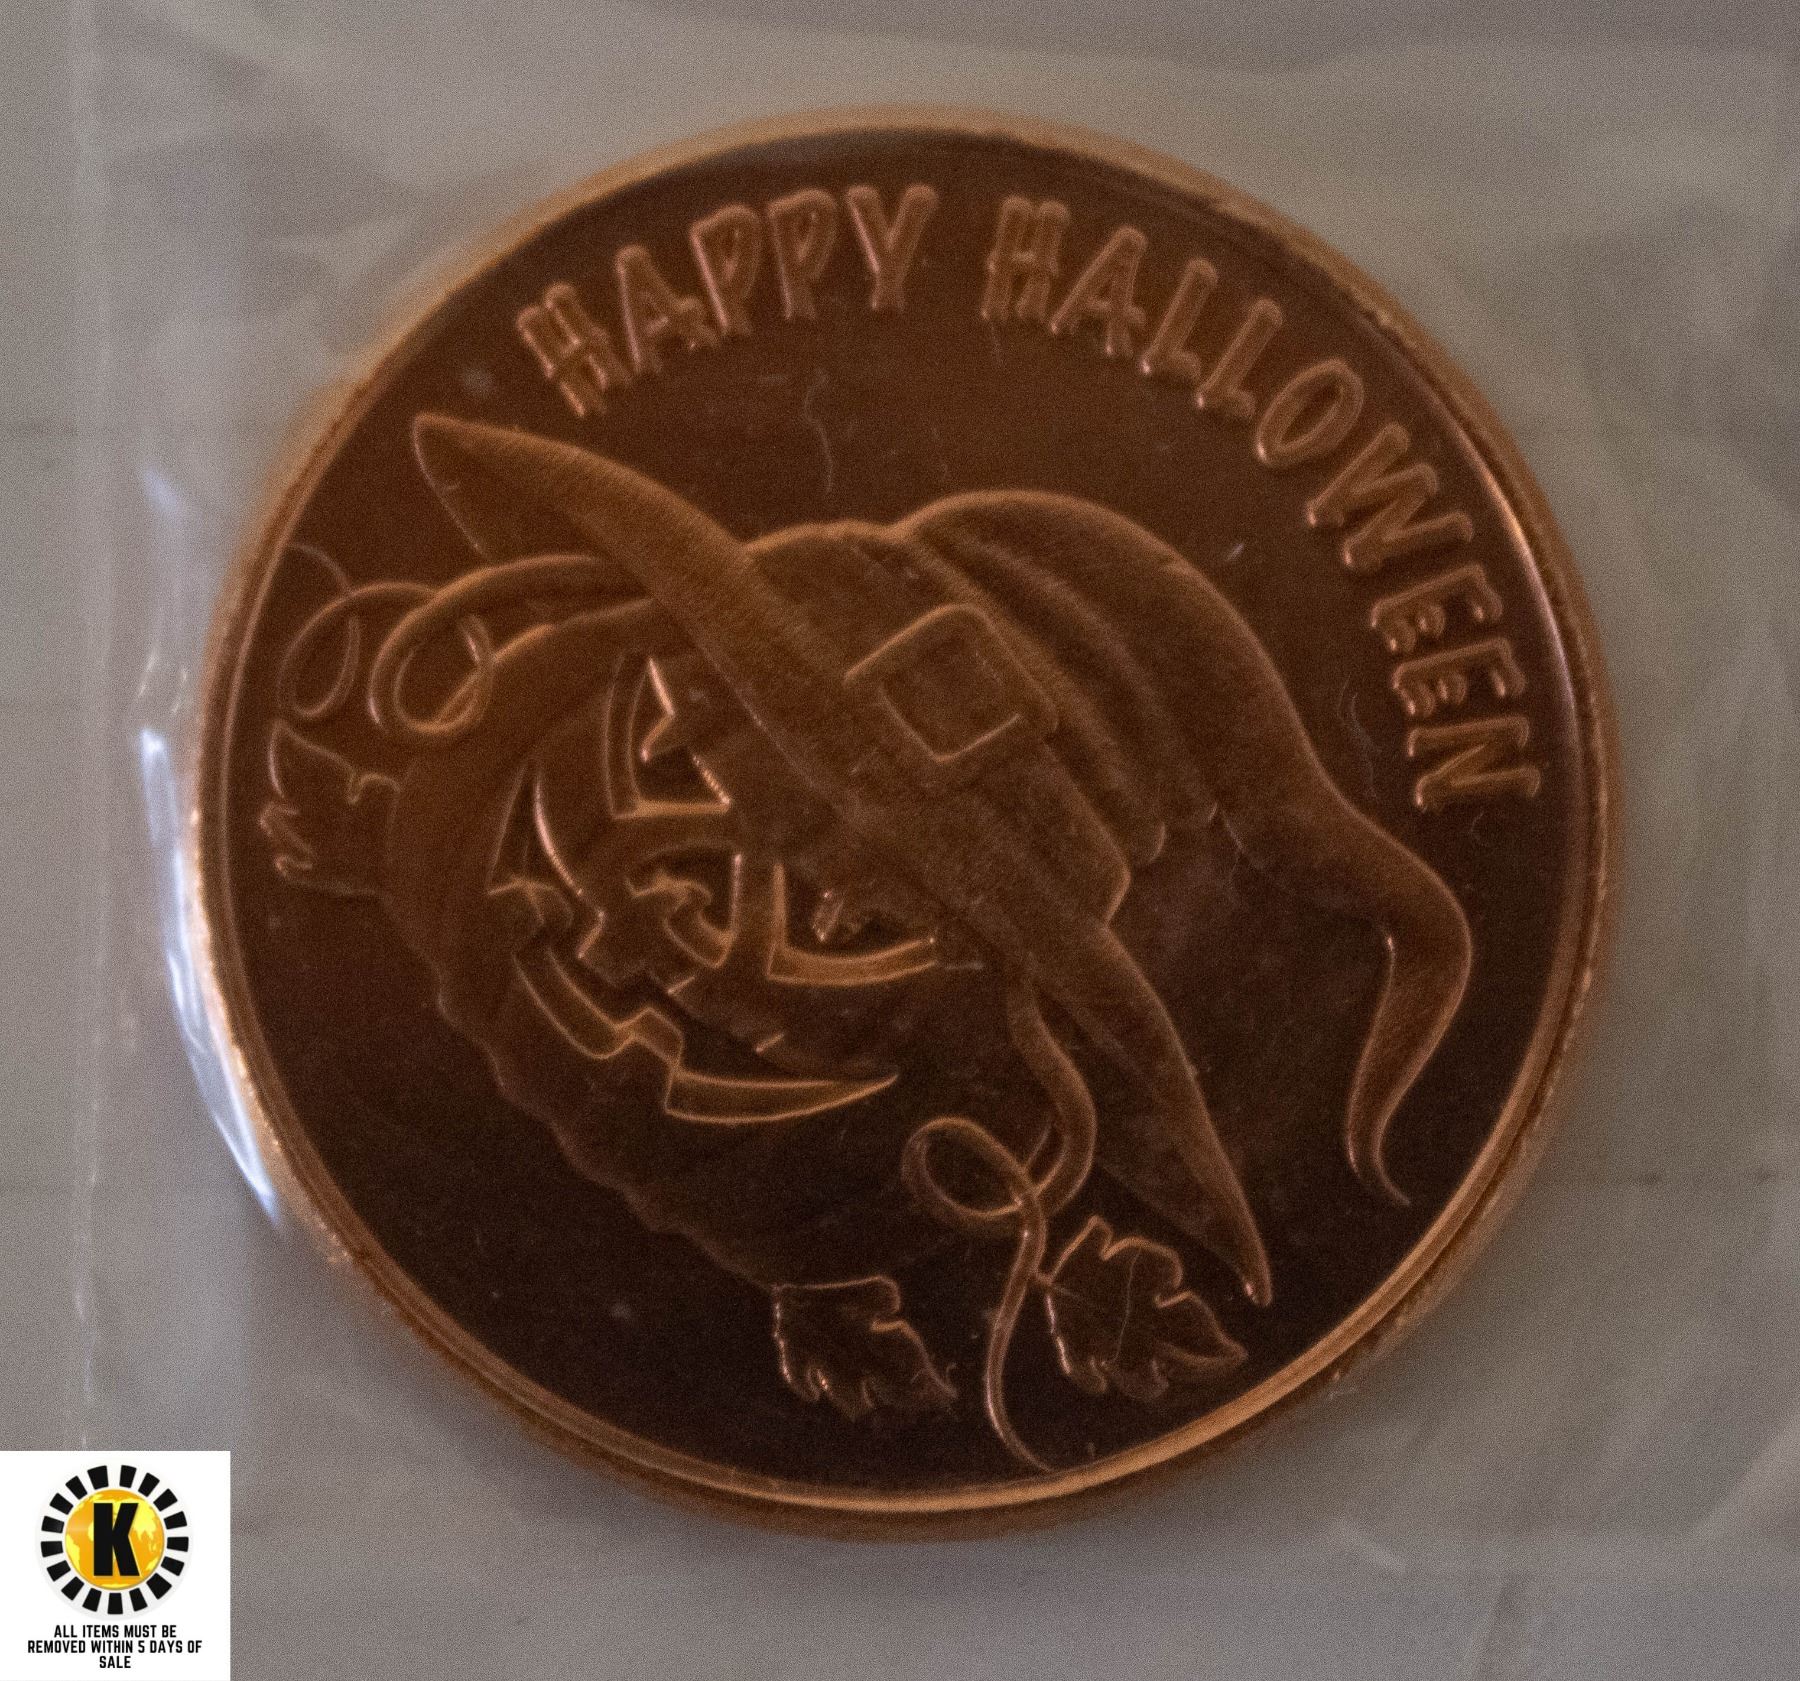 HAPPY HALLOWEEN
K
ALL ITEMS MUST BE
REMOVED WITHIN 5 DAYS OF
SALE